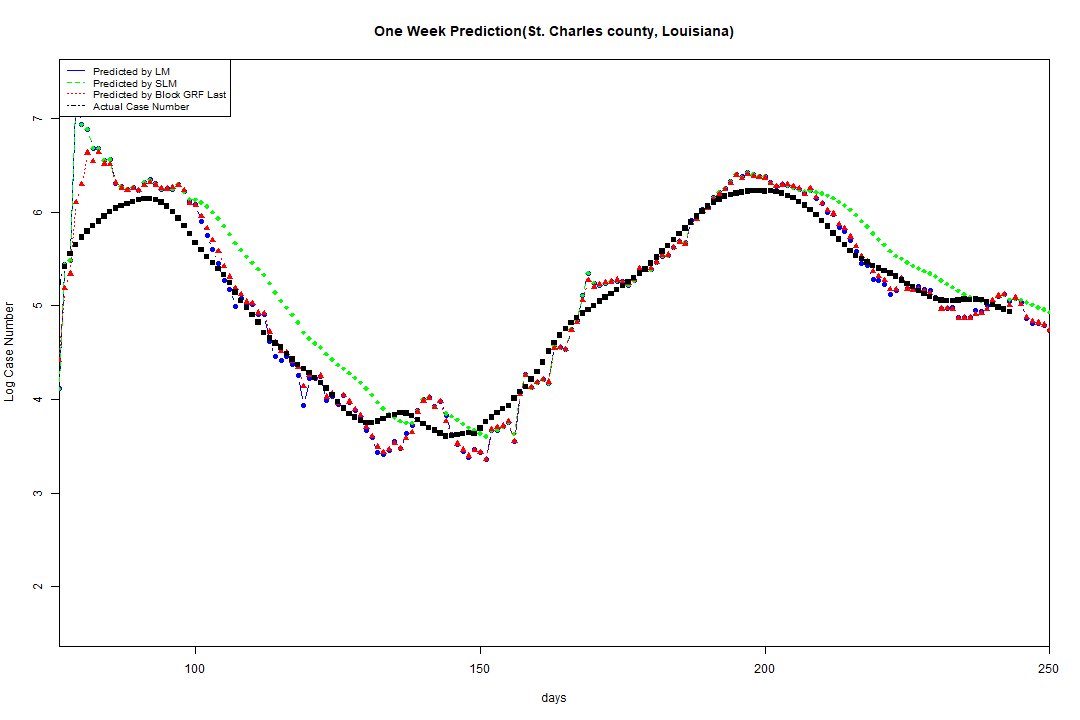 One Week Prediction(St. Charles county, Louisiana)
Predicted by LM
Predicted by SLM
Predicted by Block GRF Last
Actual Case Number
7
6
5
4
3
2
Log Case Number
100 150 200 250
days